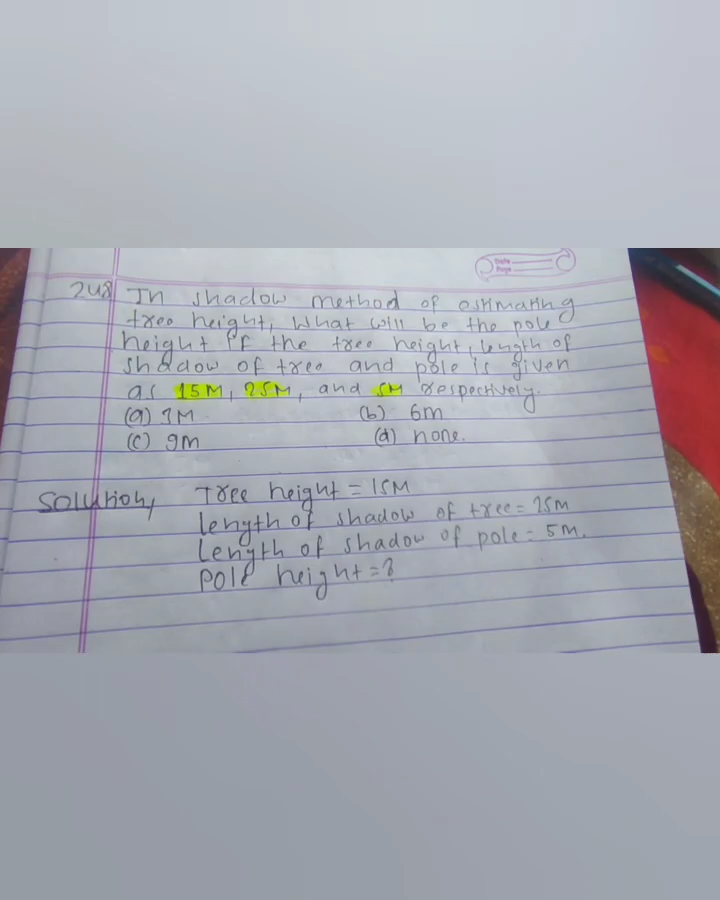 Date
Page
248 In shadow method of estimating
tree height, What will be the pole
height if the tree height, length of
shadow of tree and pole is given
as 15M, 25M, and 5M respectively.
(a) 3M (b) 6m
(c) 9m (d) none.
Solution, Tree height = 15M
length of shadow of tree = 25m
Length of shadow of pole = 5m.
Pole height = ?